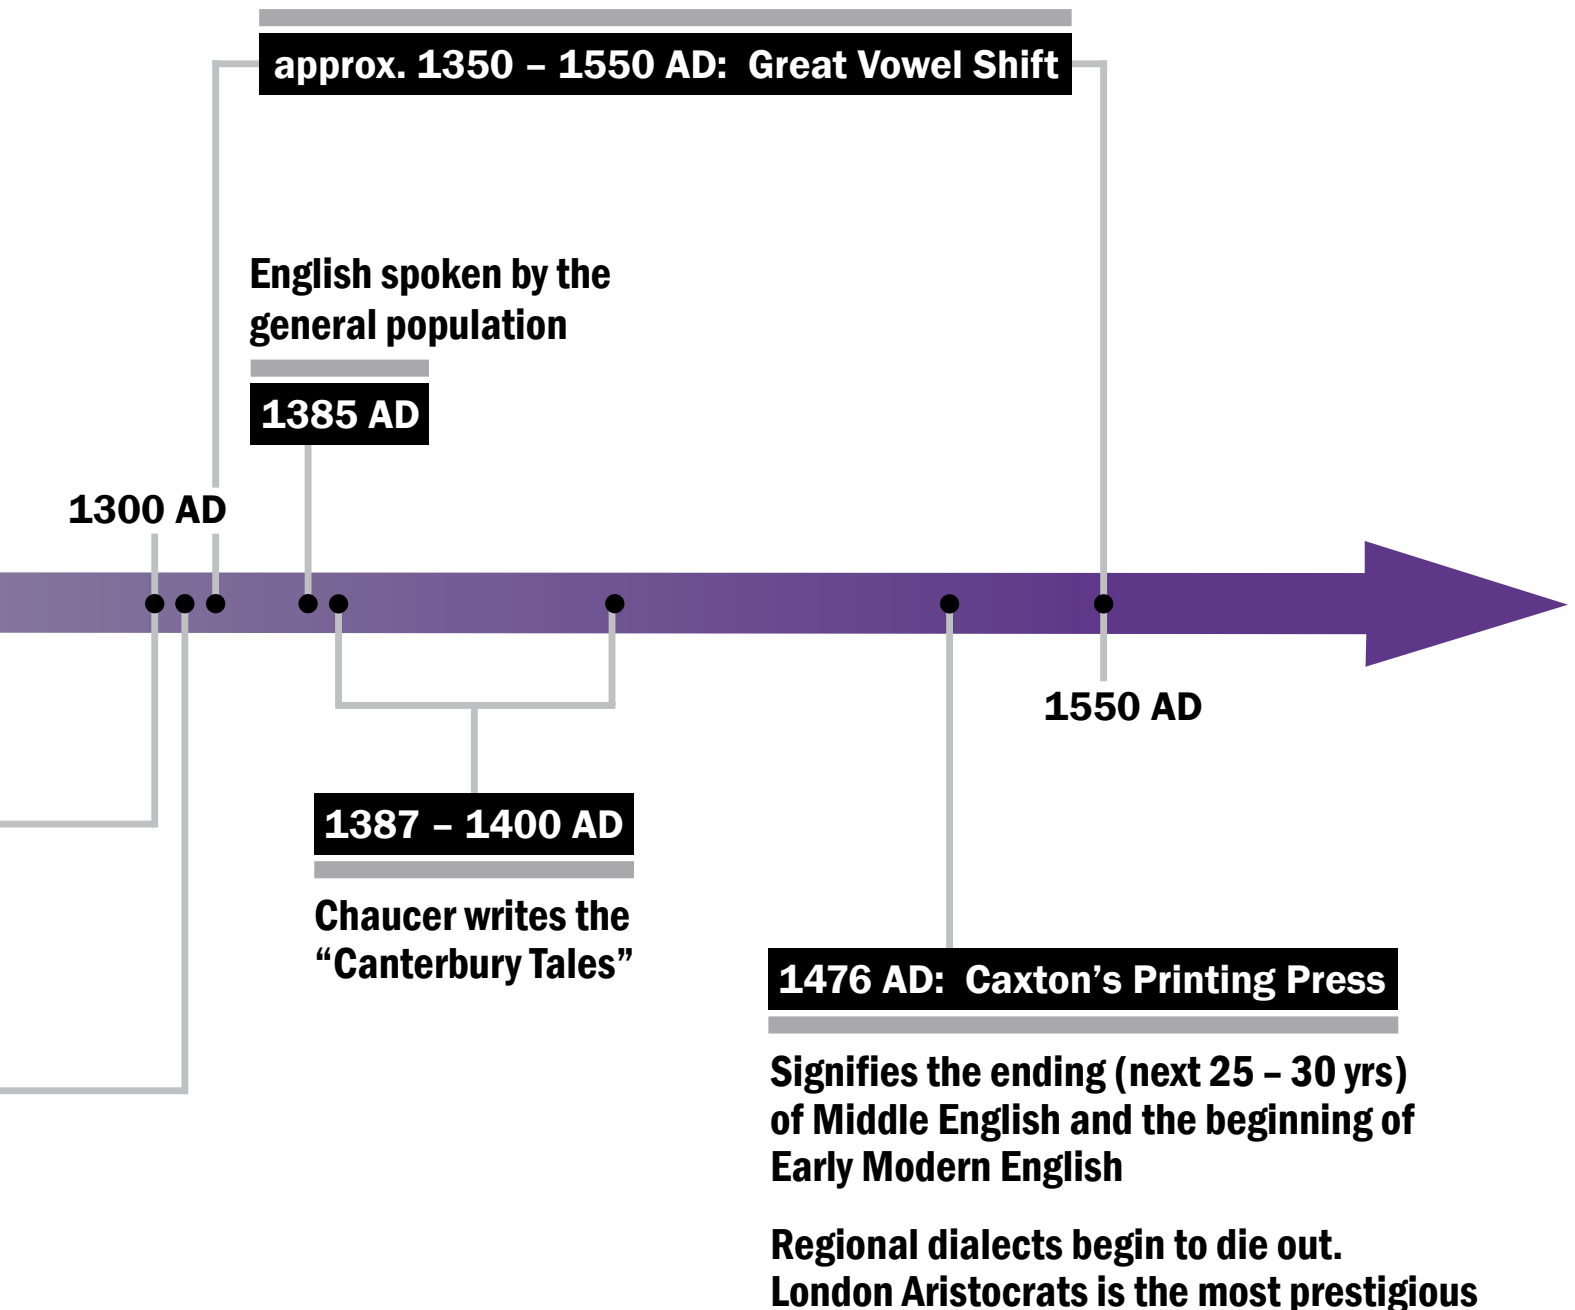 approx. 1350 – 1550 AD:  Great Vowel Shift
English spoken by the
general population
1385 AD
1300 AD
1550 AD
1387 – 1400 AD
Chaucer writes the
“Canterbury Tales”
1476 AD:  Caxton’s Printing Press
Signifies the ending (next 25 – 30 yrs)
of Middle English and the beginning of
Early Modern English
Regional dialects begin to die out.
London Aristocrats is the most prestigious